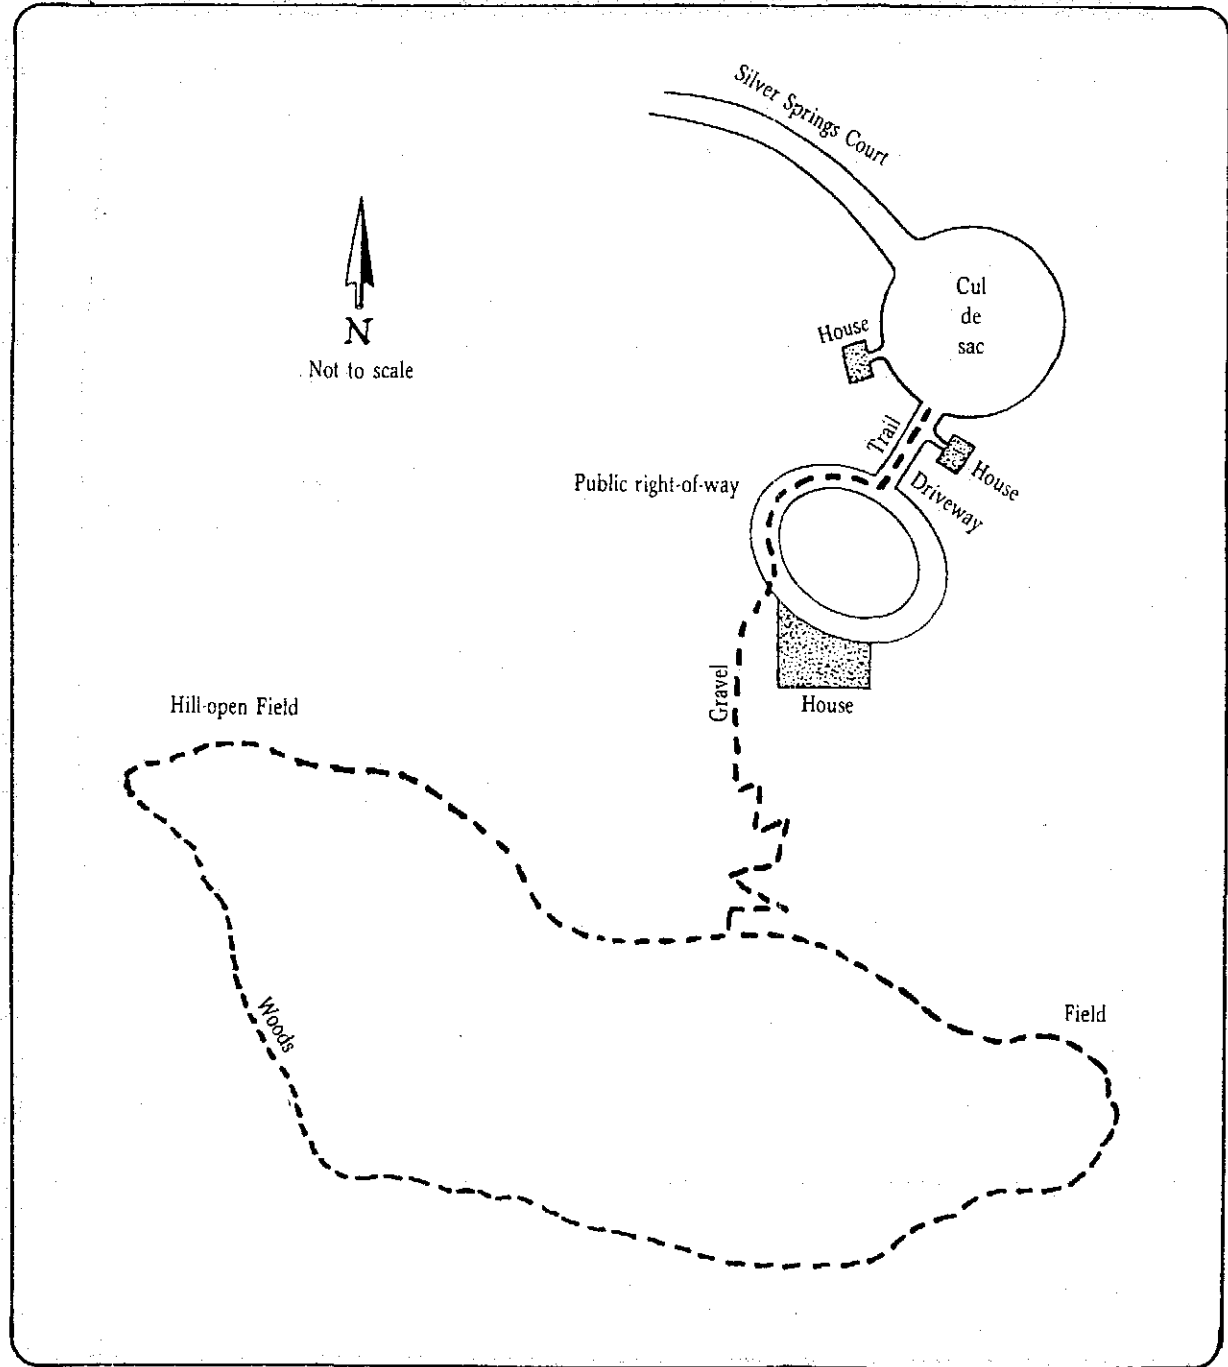 Silver Springs Court
Cul
de
sac
House
N
Not to scale
Trail
House
Driveway
Public right-of-way
Gravel
House
Hill-open Field
Field
Woods